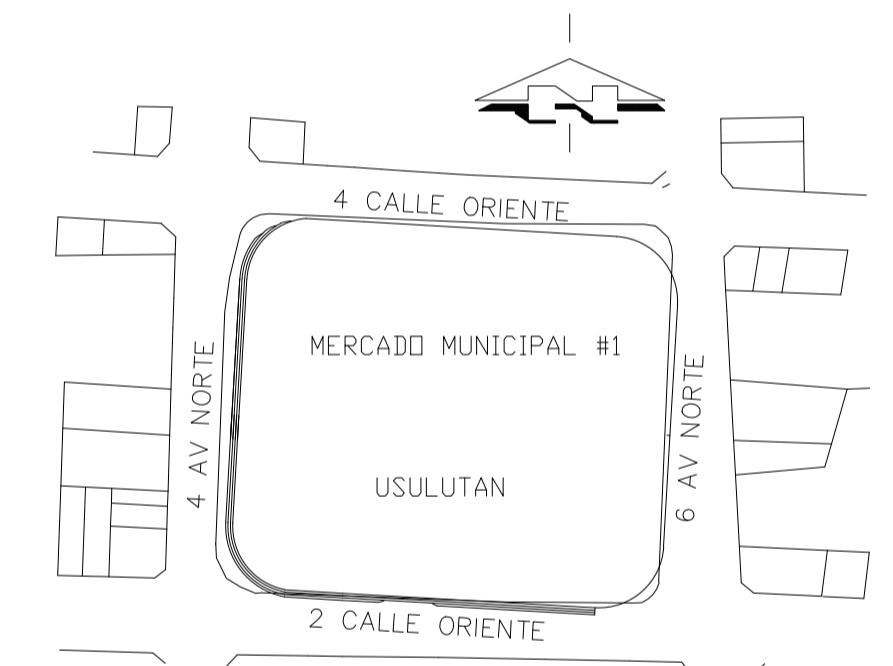 N
4 CALLE ORIENTE
MERCADO MUNICIPAL #1
4 AV NORTE
6 AV NORTE
USULUTAN
2 CALLE ORIENTE